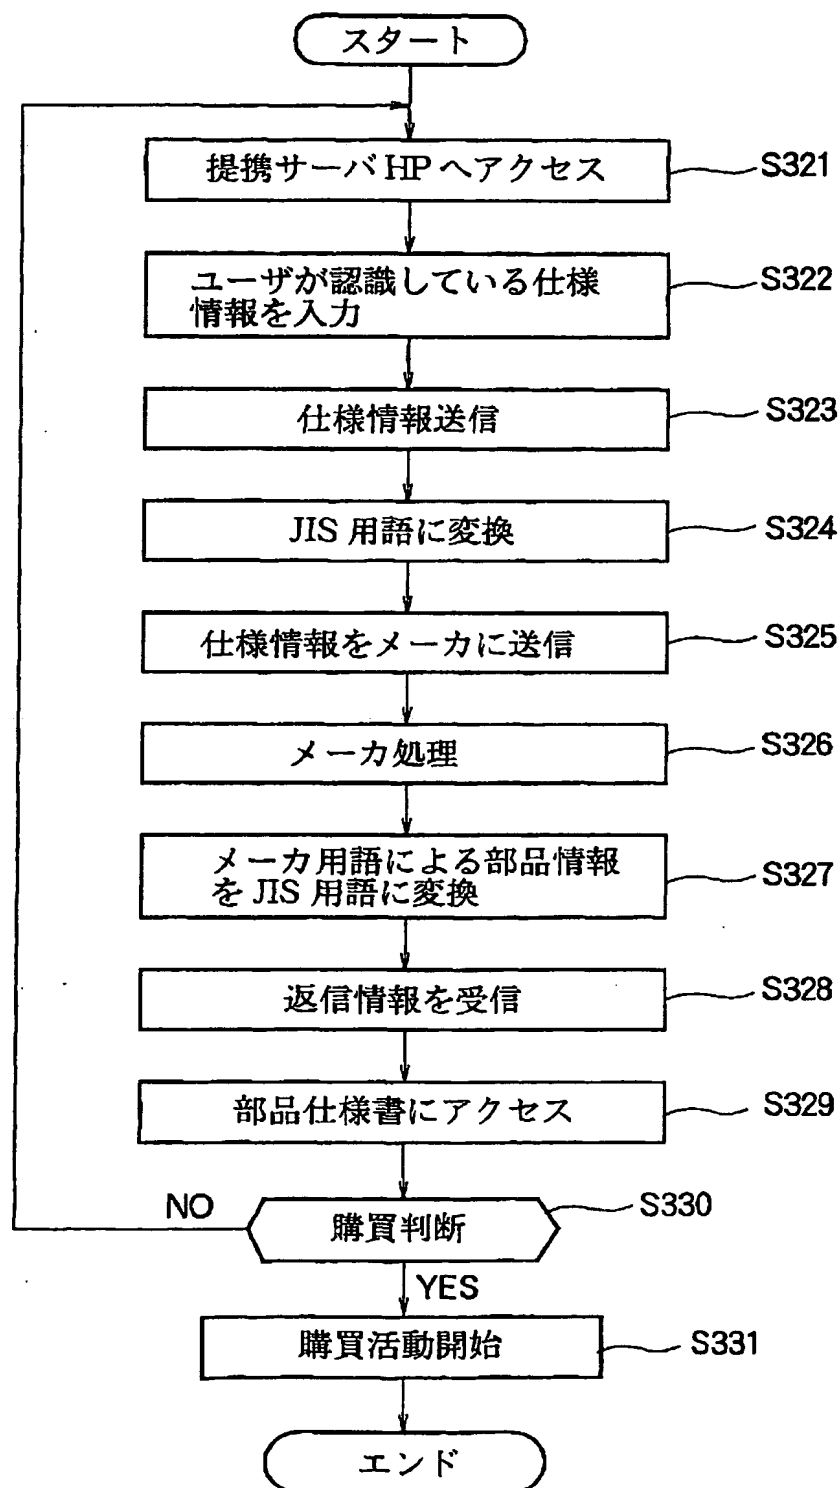 スタート
提携サーバHPへアクセス
S321
ユーザが認識している仕様
情報を入力
S322
仕様情報送信
S323
JIS用語に変換
S324
仕様情報をメーカに送信
S325
メーカ処理
S326
メーカ用語による部品情報
をJIS用語に変換
S327
返信情報を受信
S328
部品仕様書にアクセス
S329
NO
購買判断
S330
YES
購買活動開始
S331
エンド